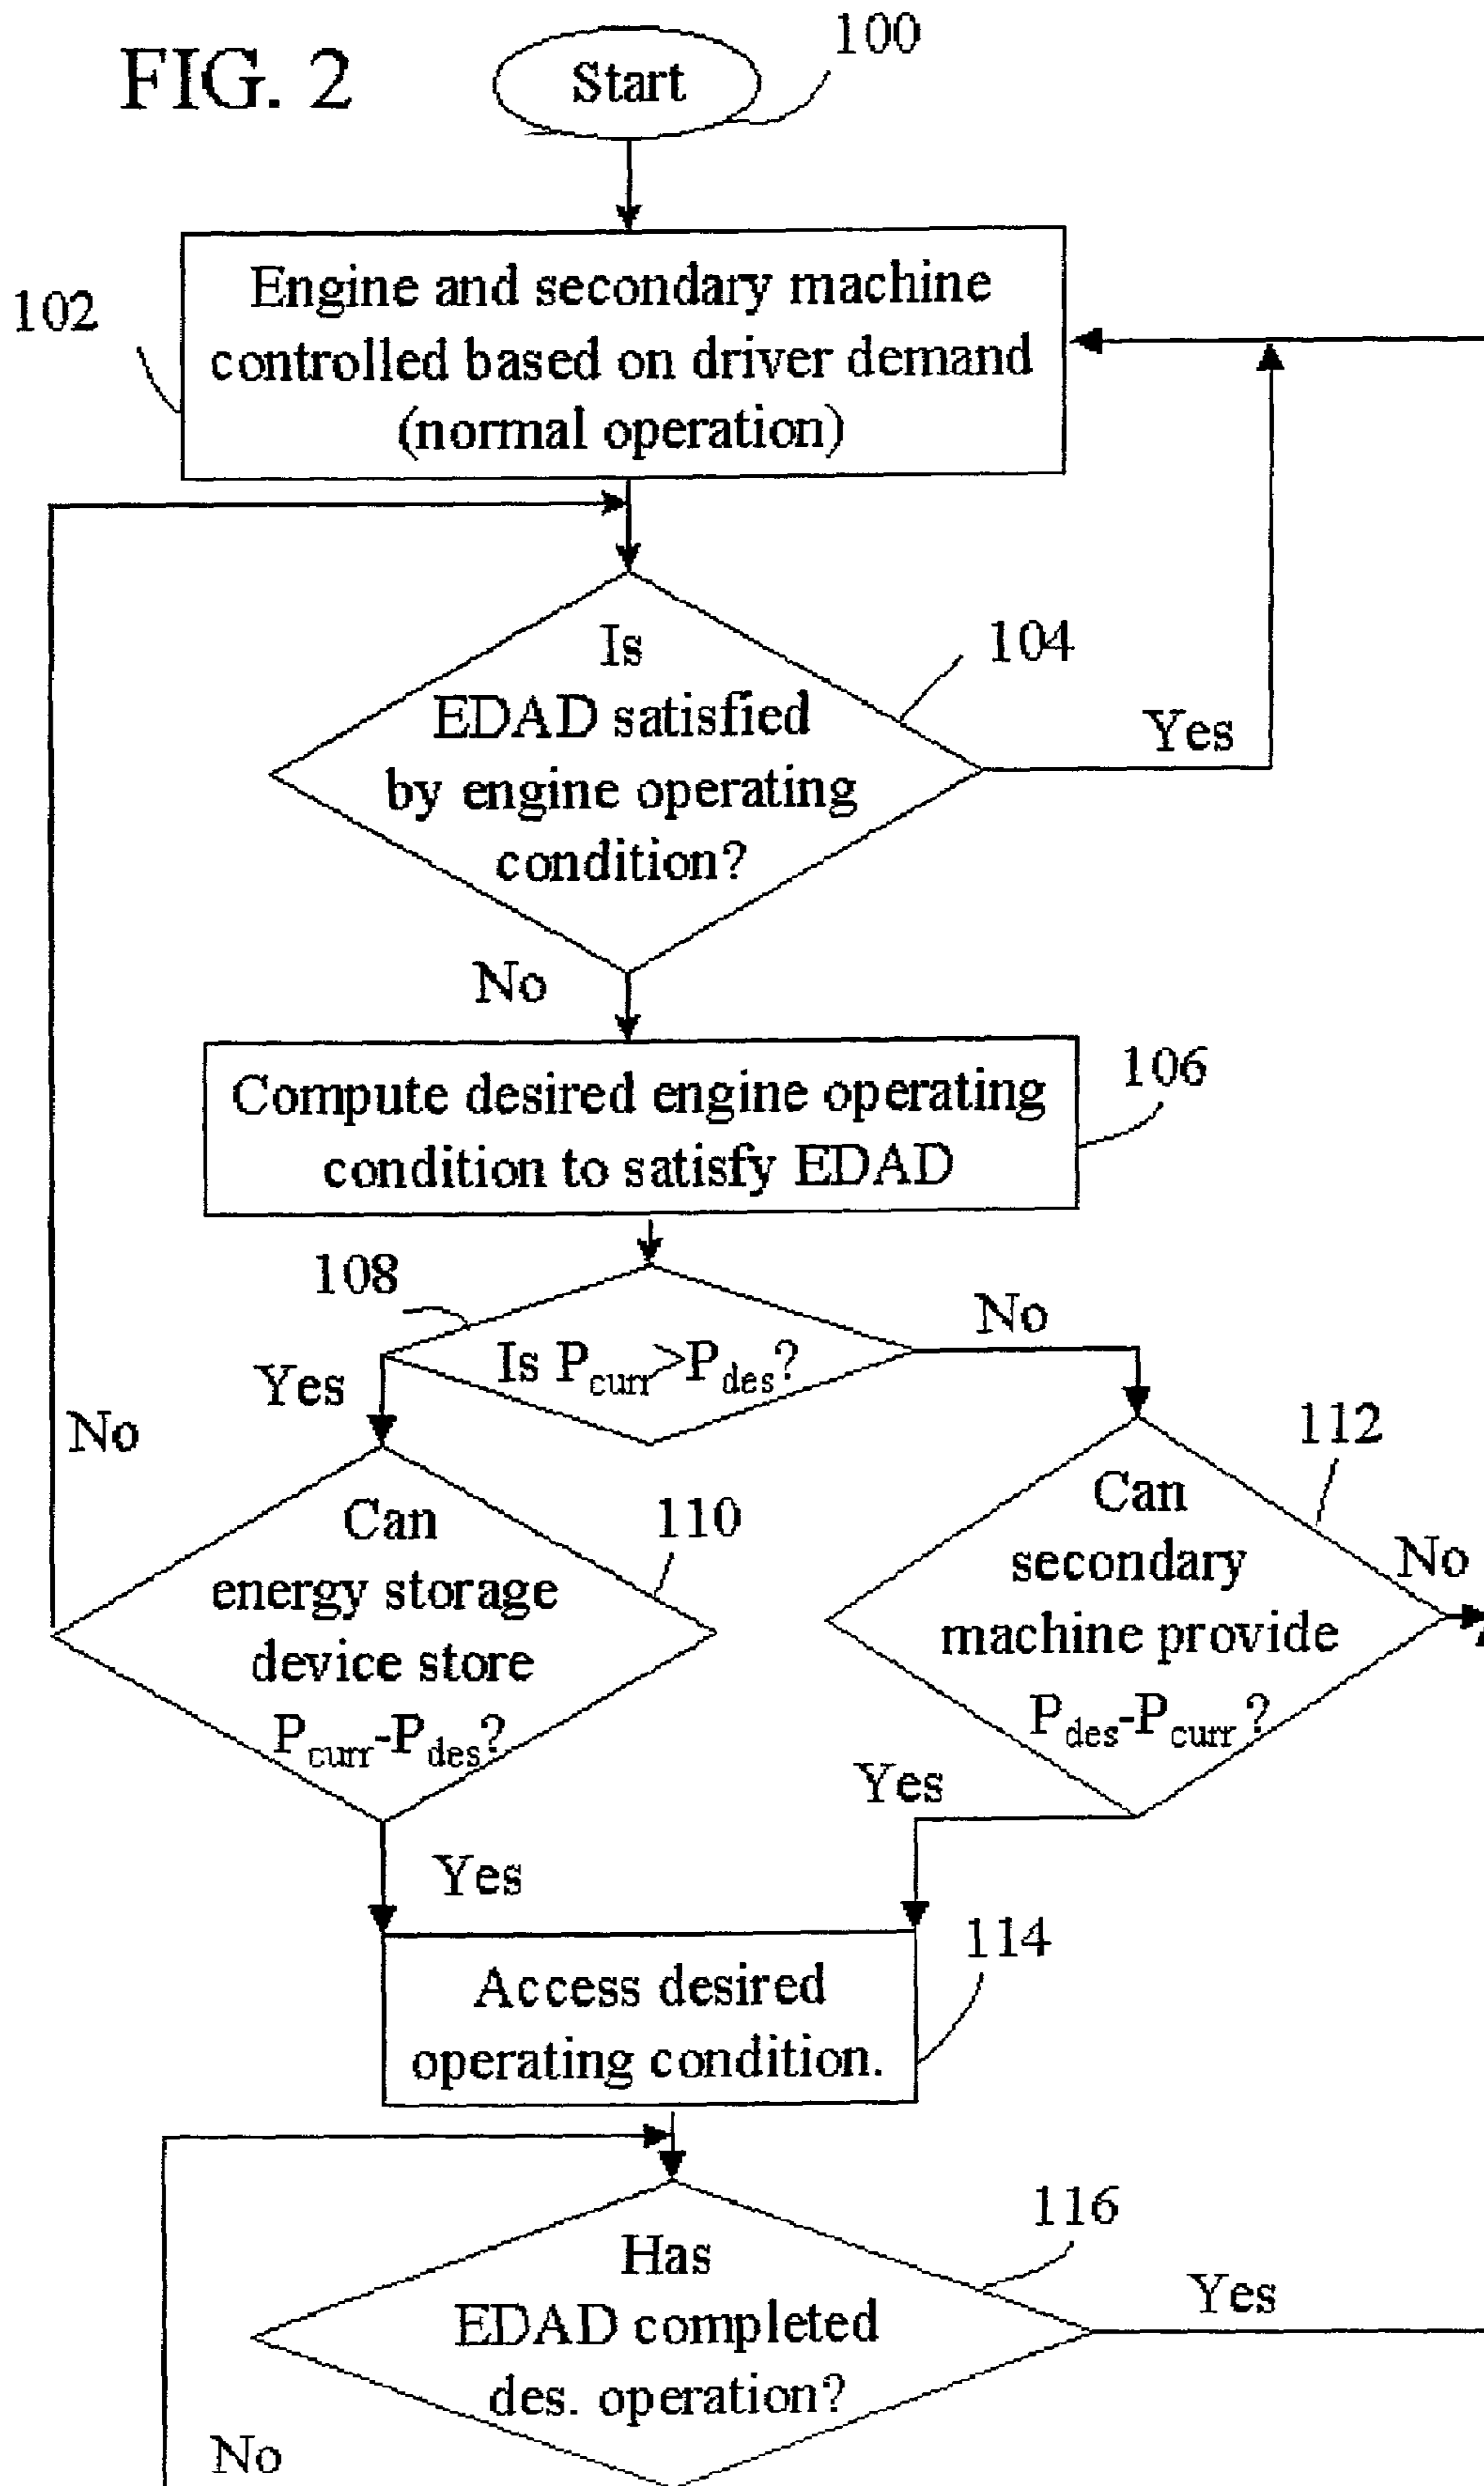 FIG. 2
Start
100
102
Engine and secondary machine
controlled based on driver demand
(normal operation)
Is
EDAD satisfied
by engine operating
condition?
104
Yes
No
Compute desired engine operating
condition to satisfy EDAD
106
108
Is Pcurr>Pdes?
Yes
No
No
Can
energy storage
device store
Pcurr-Pdes?
110
Can
secondary
machine provide
Pdes-Pcurr?
112
No
Yes
Yes
Access desired
operating condition.
114
Has
EDAD completed
des. operation?
116
Yes
No